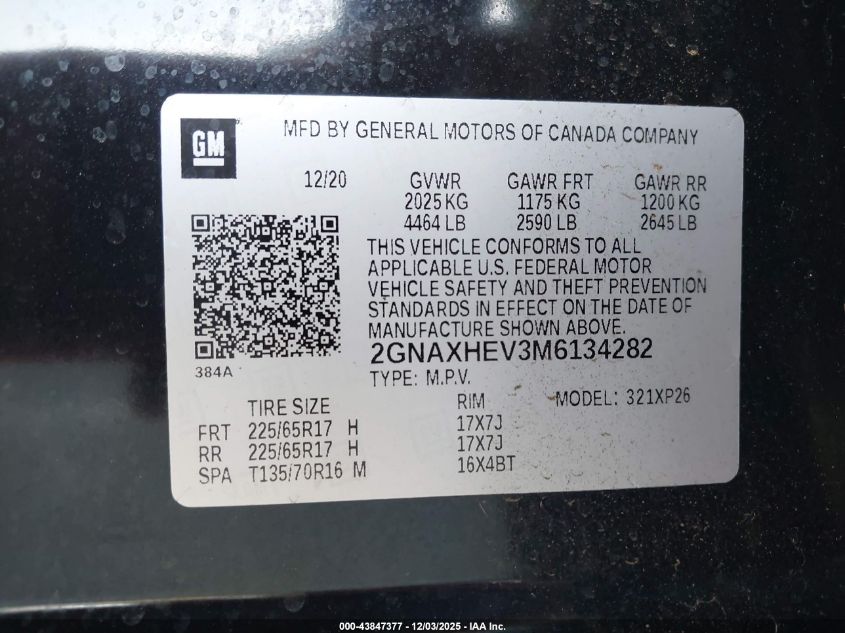 GM
MFD BY GENERAL MOTORS OF CANADA COMPANY
12/20 GVWR GAWR FRT GAWR RR
2025 KG 1175 KG 1200 KG
4464 LB 2590 LB 2645 LB
THIS VEHICLE CONFORMS TO ALL
APPLICABLE U.S. FEDERAL MOTOR
VEHICLE SAFETY AND THEFT PREVENTION
STANDARDS IN EFFECT ON THE DATE OF
MANUFACTURE SHOWN ABOVE.
2GNAXHEV3M6134282
384A
TYPE: M.P.V.
MODEL: 321XP26
TIRE SIZE RIM
FRT 225/65R17 H 17X7J
RR 225/65R17 H 17X7J
SPA T135/70R16 M 16X4BT
000-43847377 - 12/03/2025 - IAA Inc.